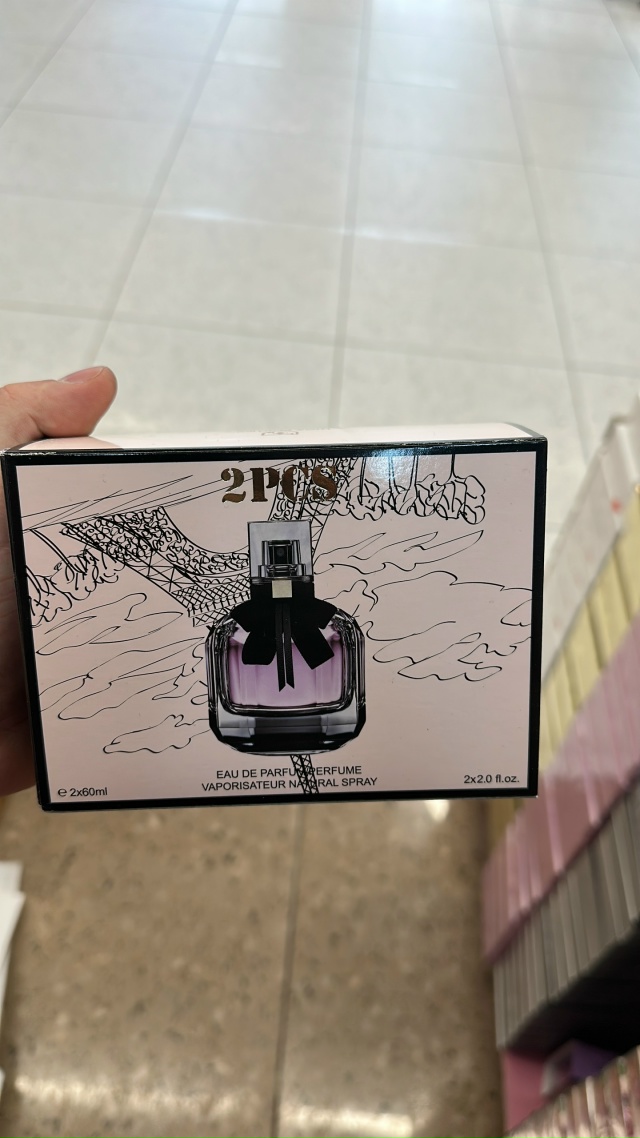 2PCS
EAU DE PARFUM PERFUME
VAPORISATEUR NATURAL SPRAY
℮ 2x60ml
2x2.0 fl.oz.